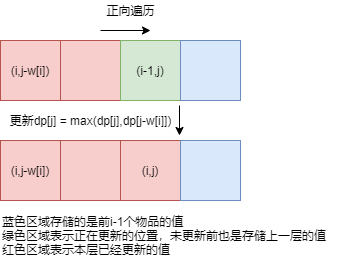 正向遍历
(i,j-w[i])
(i-1,j)
更新dp[j] = max(dp[j],dp[j-w[i]])
(i,j-w[i])
(i,j)
蓝色区域存储的是前i-1个物品的值
绿色区域表示正在更新的位置，未更新前也是存储上一层的值
红色区域表示本层已经更新的值